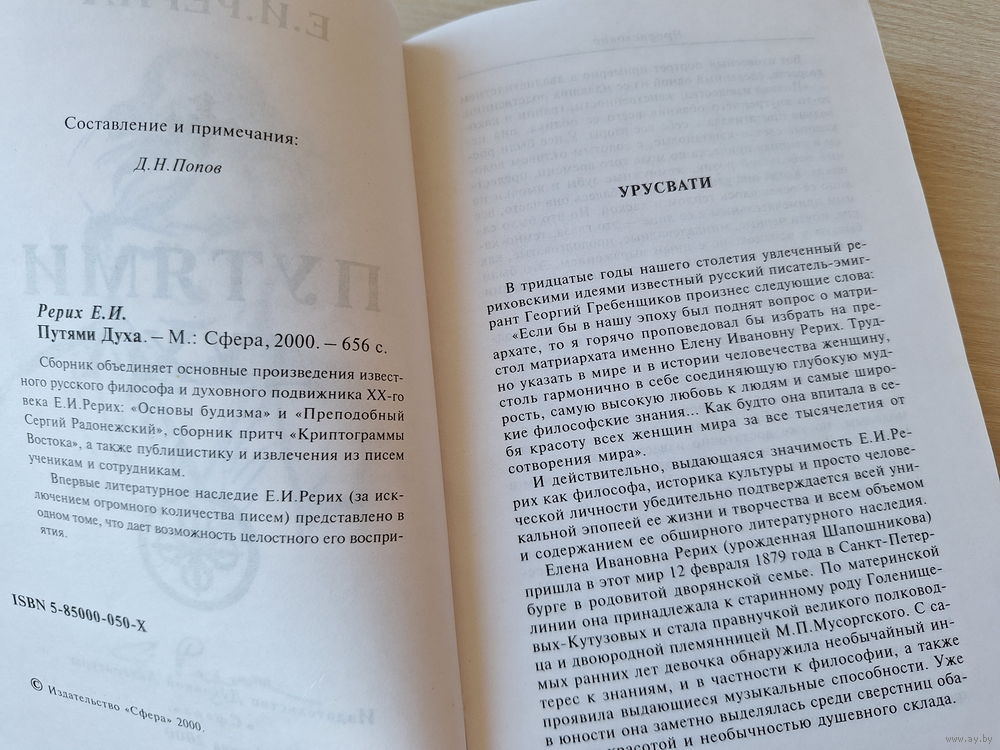 Составление и примечания:
Д.Н.Попов
Рерих Е.И.
Путями Духа. – М.: Сфера, 2000. – 656 с.
Сборник объединяет основные произведения извест-
ного русского философа и духовного подвижника XX-го
века Е.И.Рерих: «Основы будизма» и «Преподобный
Сергий Радонежский», сборник притч «Криптограммы
Востока», а также публицистику и извлечения из писем
ученикам и сотрудникам.
Впервые литературное наследие Е.И.Рерих (за иск-
лючением огромного количества писем) представлено в
одном томе, что дает возможность целостного его воспри-
ятия.
ISBN 5-85000-050-X
© Издательство «Сфера» 2000.
УРУСВАТИ
В тридцатые годы нашего столетия увлеченный ре-
риховскими идеями известный русский писатель-эмиг-
рант Георгий Гребенщиков произнес следующие слова:
«Если бы в нашу эпоху был поднят вопрос о матри-
архате, то я горячо проповедовал бы избрать на пре-
стол матриархата именно Елену Ивановну Рерих. Труд-
но указать в мире и в истории человечества женщину,
столь гармонично в себе соединяющую глубокую муд-
рость, самую высокую любовь к людям и самые широ-
кие философские знания... Как будто она впитала в се-
бя красоту всех женщин мира за все тысячелетия от
сотворения мира».
И действительно, выдающаяся значимость Е.И.Ре-
рих как философа, историка культуры и просто челове-
ческой личности убедительно подтверждается всей уни-
кальной эпопеей ее жизни и творчества и всем объемом
и содержанием ее обширного литературного наследия.
Елена Ивановна Рерих (урожденная Шапошникова)
пришла в этот мир 12 февраля 1879 года в Санкт-Петер-
бурге в родовитой дворянской семье. По материнской
линии она принадлежала к старинному роду Голенище-
вых-Кутузовых и стала правнучкой великого полковод-
ца и двоюродной племянницей М.П.Мусоргского. С са-
мых ранних лет девочка обнаружила необычайный ин-
терес к знаниям, и в частности к философии, а также
проявила выдающиеся музыкальные способности. Уже
в юности она заметно выделялась среди сверстниц оба-
красотой и необычностью душевного склада.
www.ay.by